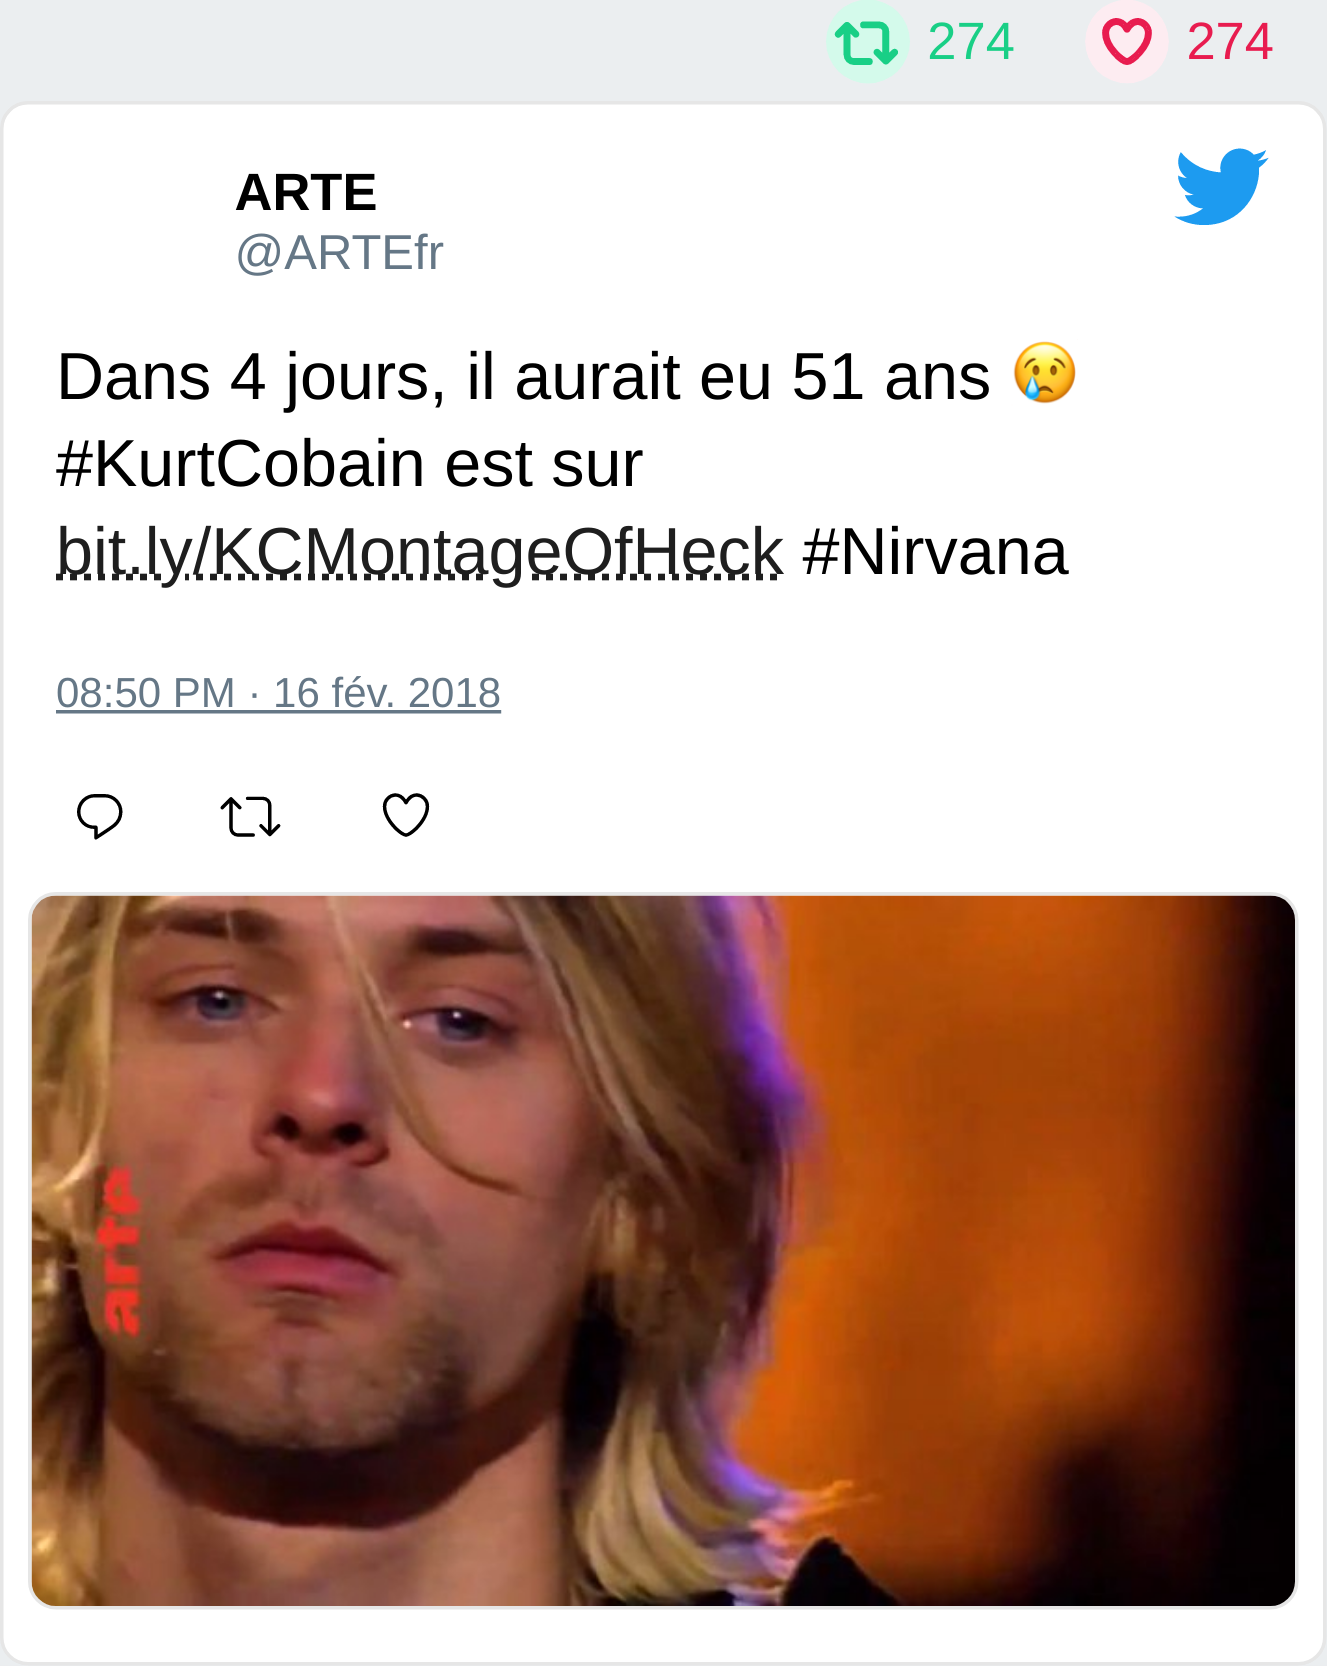 274 274
ARTE
@ARTEfr
Dans 4 jours, il aurait eu 51 ans 😢
#KurtCobain est sur
bit.ly/KCMontageOfHeck #Nirvana
08:50 PM · 16 fév. 2018
arte